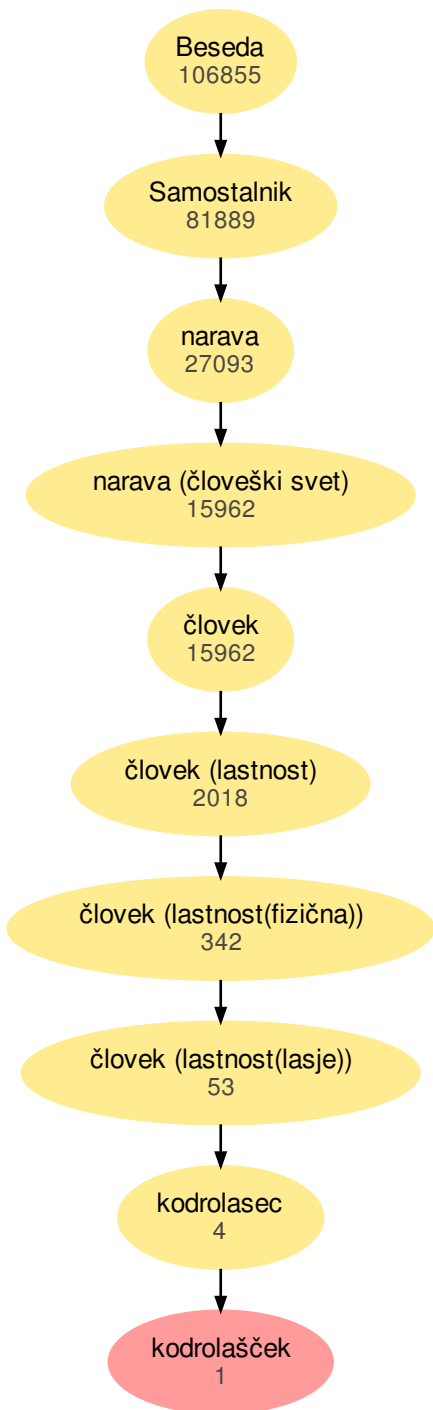 Beseda
106855
Samostalnik
81889
narava
27093
narava (človeški svet)
15962
človek
15962
človek (lastnost)
2018
človek (lastnost(fizična))
342
človek (lastnost(lasje))
53
kodrolasec
4
kodrolašček
1